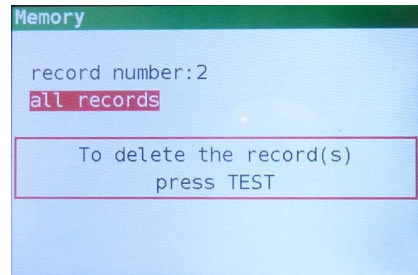 Memory
record number:2
all records
To delete the record(s)
press TEST